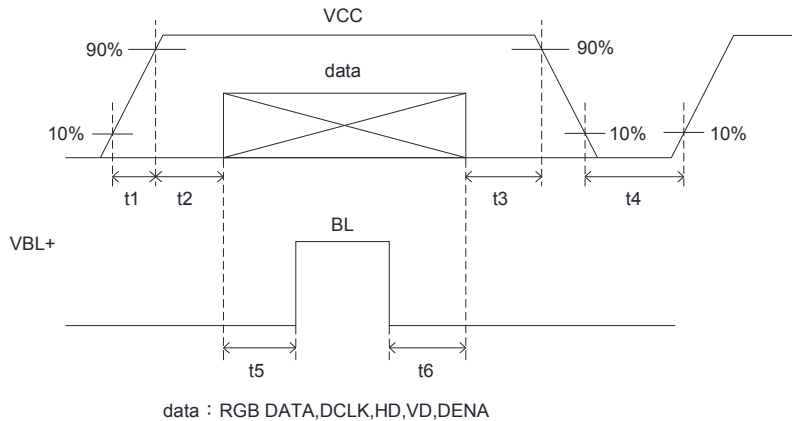 VCC
90%
90%
data
10%
10%
10%
t1
t2
t3
t4
BL
VBL+
t5
t6
data：RGB DATA,DCLK,HD,VD,DENA